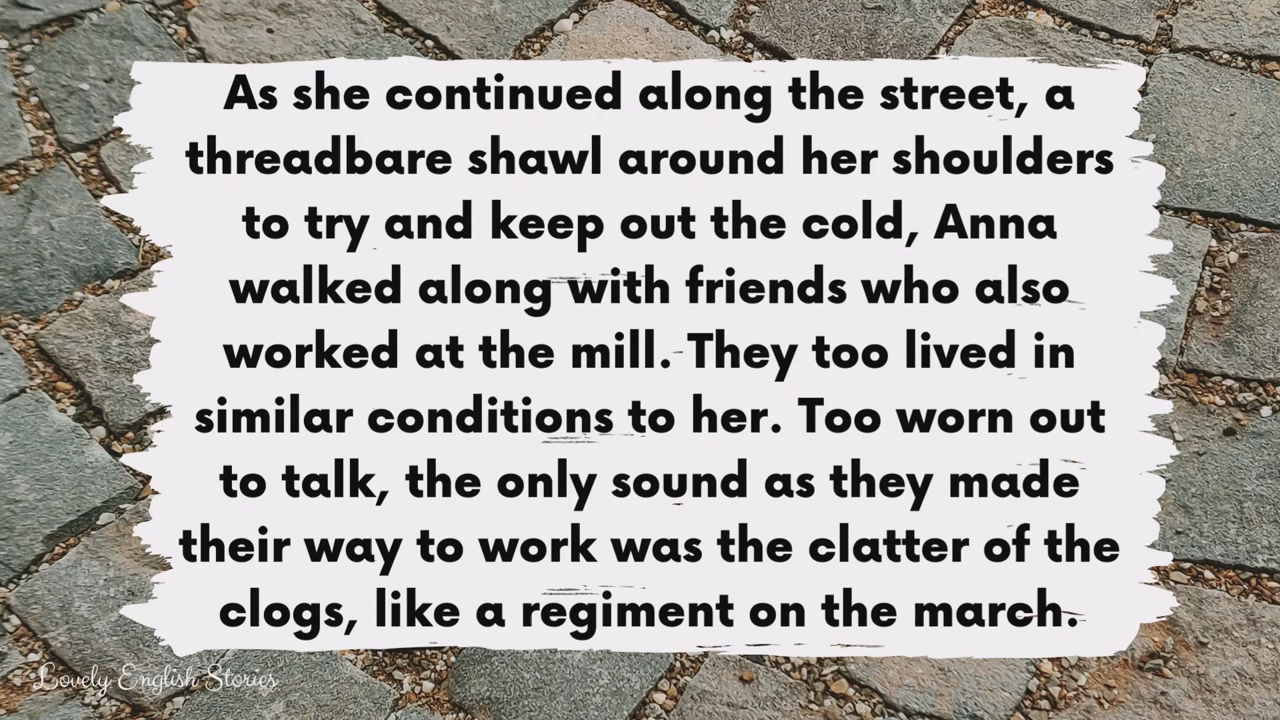 As she continued along the street, a
threadbare shawl around her shoulders
to try and keep out the cold, Anna
walked along with friends who also
worked at the mill. They too lived in
similar conditions to her. Too worn out
to talk, the only sound as they made
their way to work was the clatter of the
clogs, like a regiment on the march.
Lovely English Stories